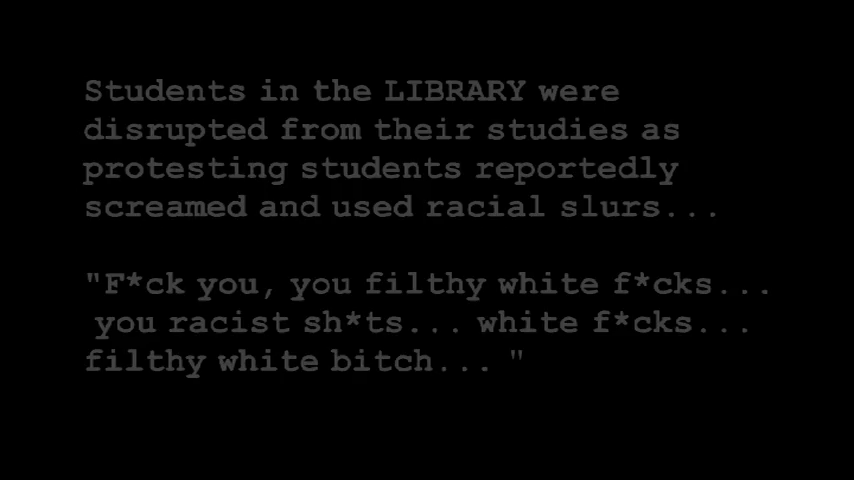 Students in the LIBRARY were
disrupted from their studies as
protesting students reportedly
screamed and used racial slurs...
"F*ck you, you filthy white f*cks...
you racist sh*ts... white f*cks...
filthy white bitch... "